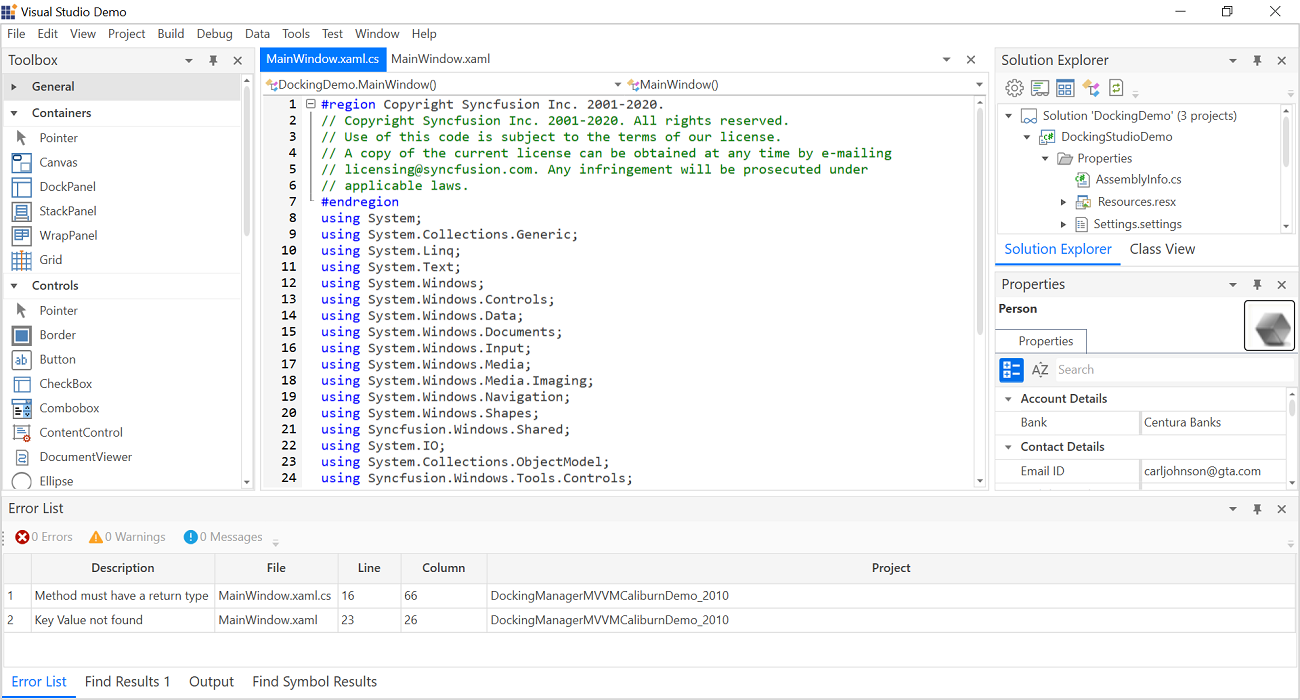 Visual Studio Demo
File Edit View Project Build Debug Data Tools Test Window Help
Toolbox
General
Containers
Pointer
Canvas
DockPanel
StackPanel
WrapPanel
Grid
Controls
Pointer
Border
ab Button
CheckBox
Combobox
ContentControl
DocumentViewer
Ellipse
MainWindow.xaml.cs MainWindow.xaml
DockingDemo.MainWindow() MainWindow()
1 #region Copyright Syncfusion Inc. 2001-2020.
2 // Copyright Syncfusion Inc. 2001-2020. All rights reserved.
3 // Use of this code is subject to the terms of our license.
4 // A copy of the current license can be obtained at any time by e-mailing
5 // licensing@syncfusion.com. Any infringement will be prosecuted under
6 // applicable laws.
7 #endregion
8 using System;
9 using System.Collections.Generic;
10 using System.Linq;
11 using System.Text;
12 using System.Windows;
13 using System.Windows.Controls;
14 using System.Windows.Data;
15 using System.Windows.Documents;
16 using System.Windows.Input;
17 using System.Windows.Media;
18 using System.Windows.Media.Imaging;
19 using System.Windows.Navigation;
20 using System.Windows.Shapes;
21 using Syncfusion.Windows.Shared;
22 using System.IO;
23 using System.Collections.ObjectModel;
24 using Syncfusion.Windows.Tools.Controls;
Solution Explorer
Solution 'DockingDemo' (3 projects)
C# DockingStudioDemo
Properties
AssemblyInfo.cs
Resources.resx
Settings.settings
Solution Explorer Class View
Properties
Person
Properties
AZ Search
Account Details
Bank Centura Banks
Contact Details
Email ID carljohnson@gta.com
Error List
0 Errors 0 Warnings 0 Messages
Description File Line Column Project
1 Method must have a return type MainWindow.xaml.cs 16 66 DockingManagerMVVMCaliburnDemo_2010
2 Key Value not found MainWindow.xaml 23 26 DockingManagerMVVMCaliburnDemo_2010
Error List Find Results 1 Output Find Symbol Results